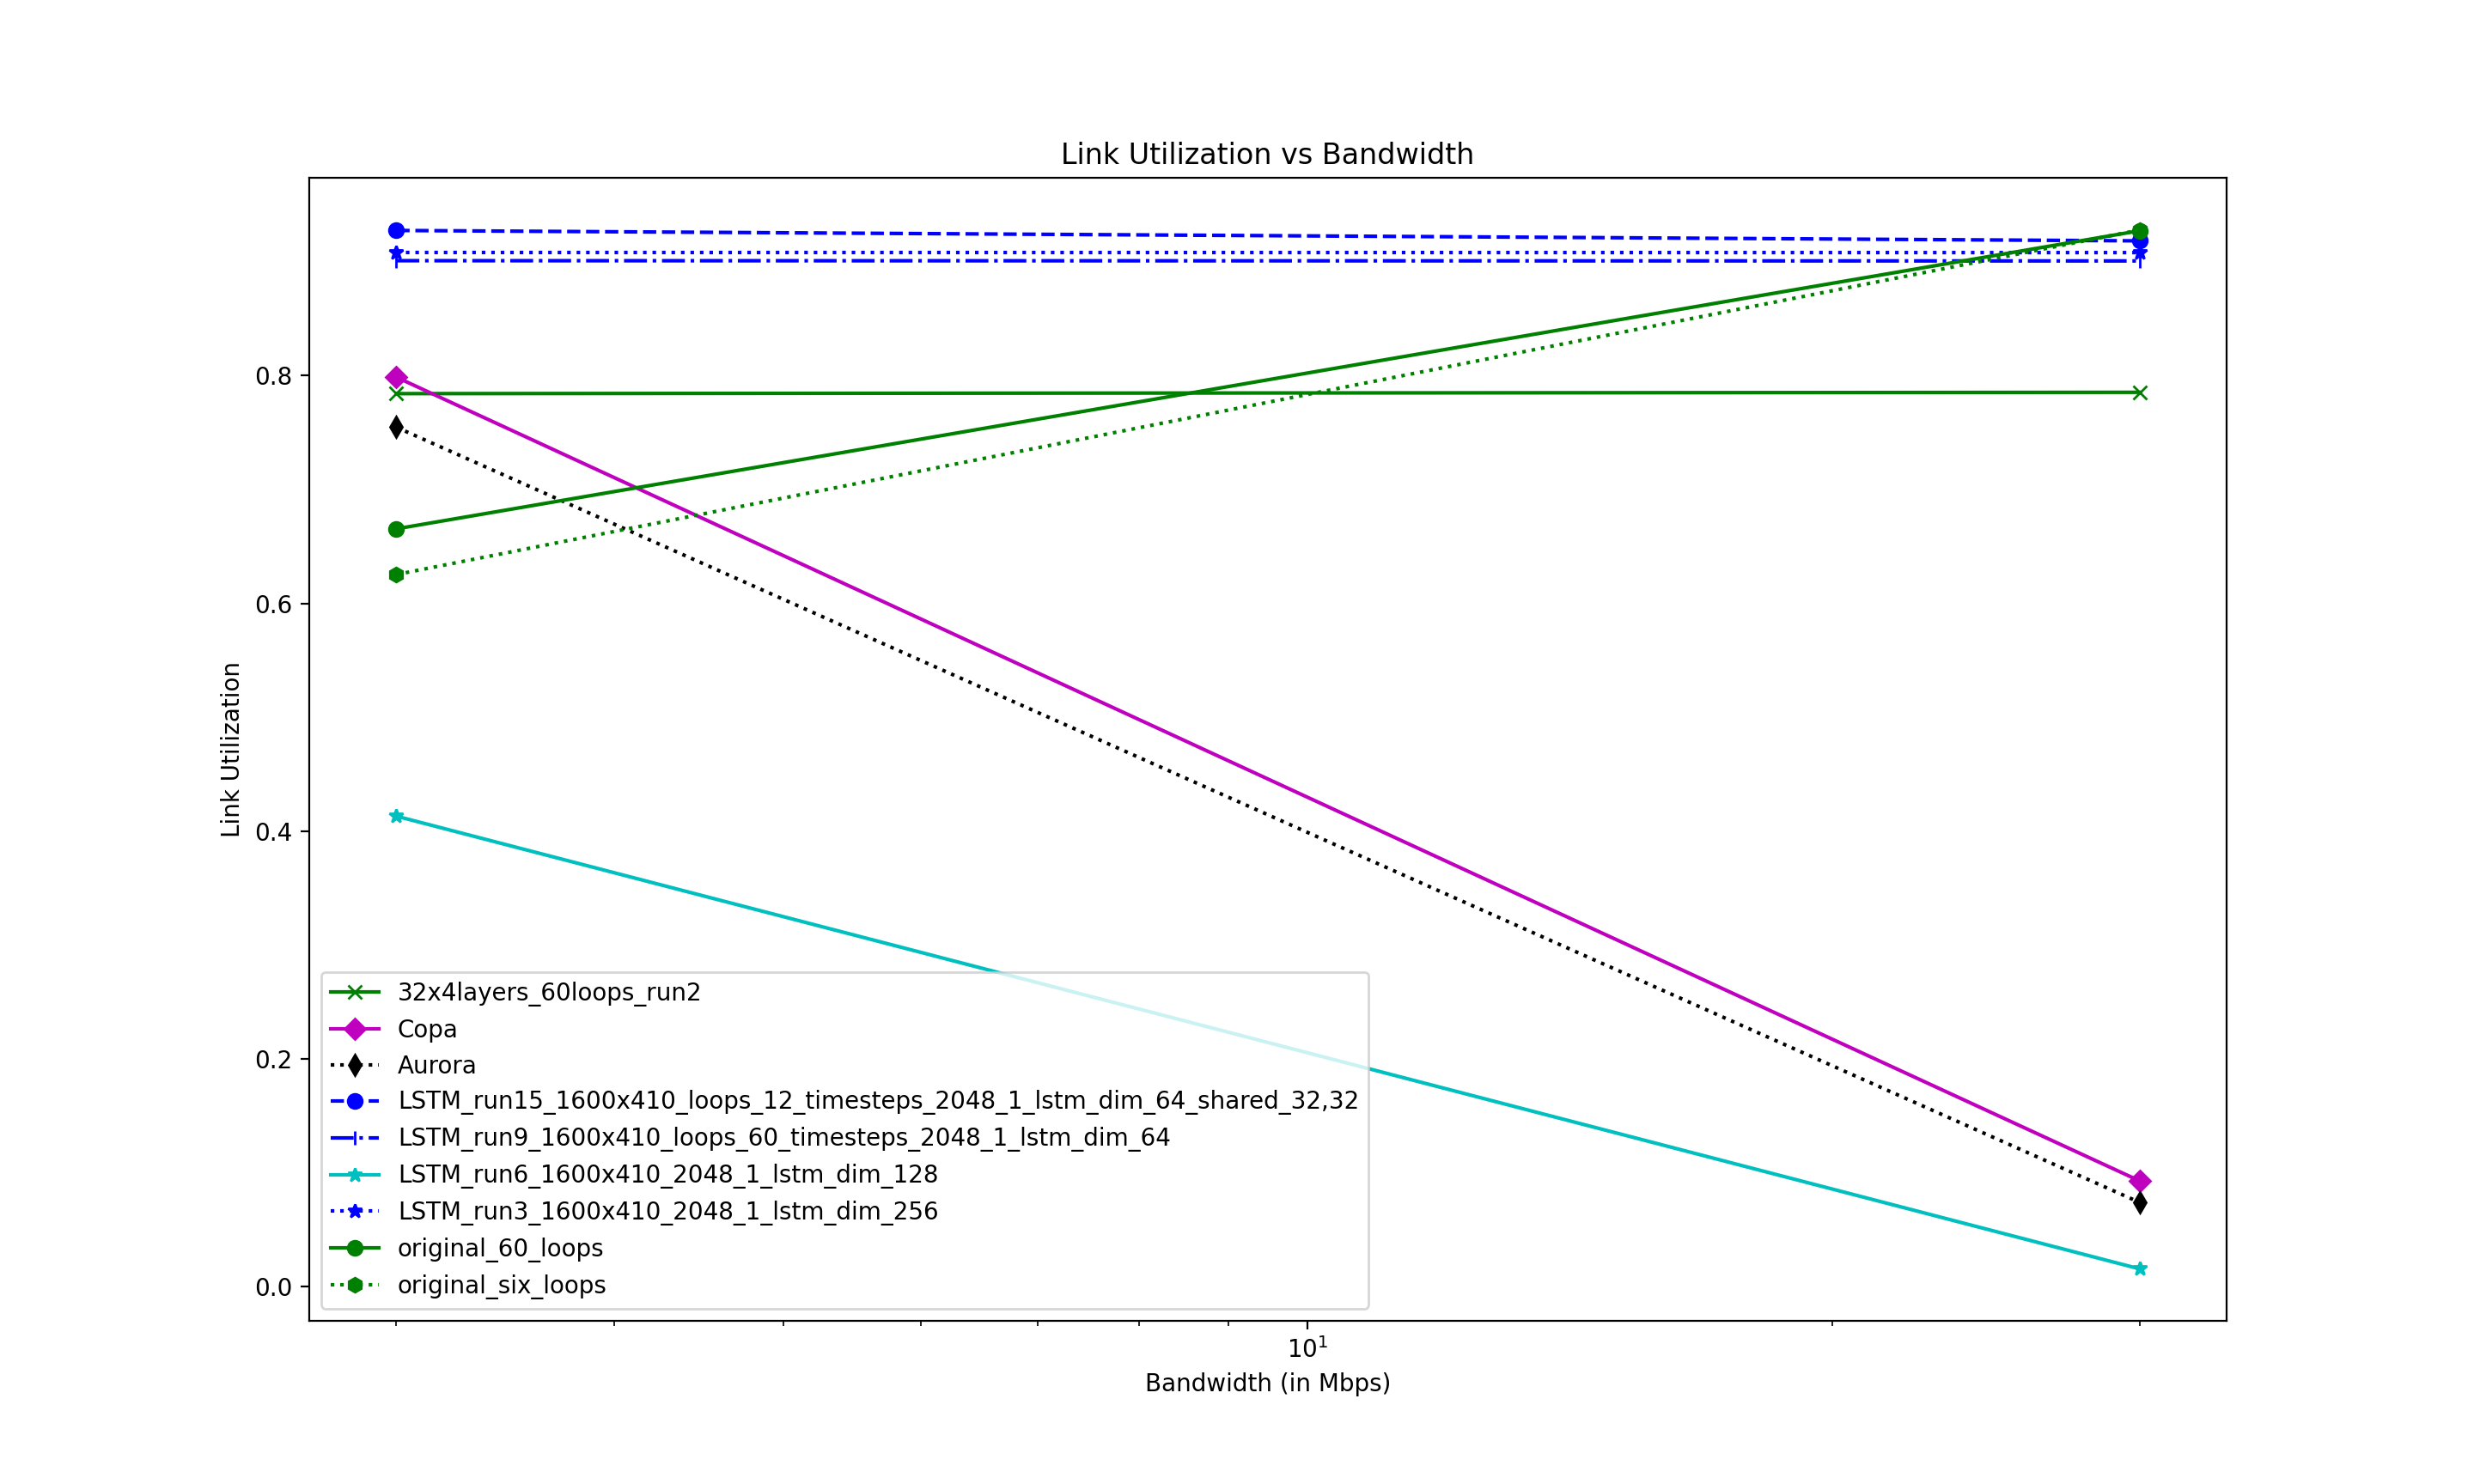 Link Utilization vs Bandwidth
Link Utilization
0.8
0.6
0.4
0.2
0.0
32x4layers_60loops_run2
Copa
Aurora
LSTM_run15_1600x410_loops_12_timesteps_2048_1_lstm_dim_64_shared_32,32
LSTM_run9_1600x410_loops_60_timesteps_2048_1_lstm_dim_64
LSTM_run6_1600x410_2048_1_lstm_dim_128
LSTM_run3_1600x410_2048_1_lstm_dim_256
original_60_loops
original_six_loops
10¹
Bandwidth (in Mbps)